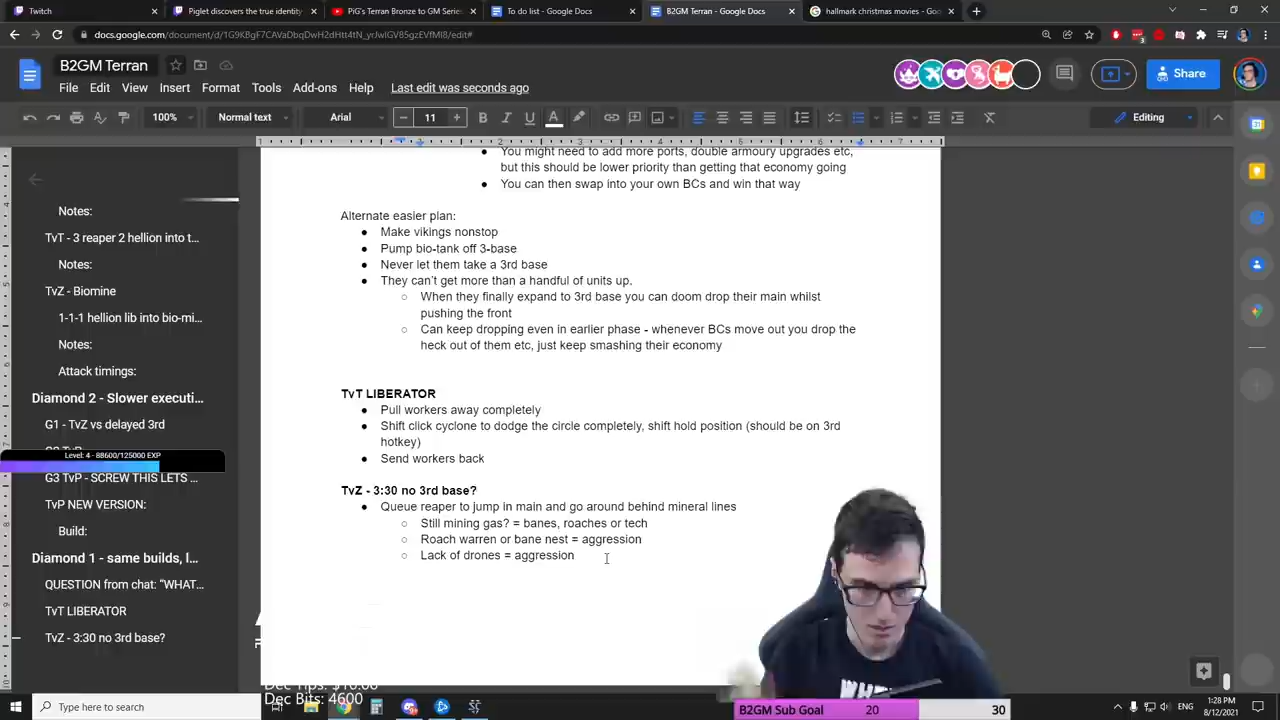 Twitch
Piglet discovers the true identity
PiG's Terran Bronze to GM Serie
To do list - Google Docs
B2GM Terran - Google Docs
hallmark christmas movies - Goo
B2GM Terran
File Edit View Insert Format Tools Add-ons Help
Last edit was seconds ago
Share
100%
Normal text
Arial
11
Editing
Notes:
TvT - 3 reaper 2 hellion into t...
Notes:
TvZ - Biomine
1-1-1 hellion lib into bio-mi...
Notes:
Attack timings:
Diamond 2 - Slower executi...
G1 - TvZ vs delayed 3rd
Level: 4 - 88600/125000 EXP
G3 TvP - SCREW THIS LETS ...
TvP NEW VERSION:
Build:
Diamond 1 - same builds, l...
QUESTION from chat: “WHAT...
TvT LIBERATOR
TvZ - 3:30 no 3rd base?
You might need to add more ports, double armoury upgrades etc,
but this should be lower priority than getting that economy going
You can then swap into your own BCs and win that way
Alternate easier plan:
Make vikings nonstop
Pump bio-tank off 3-base
Never let them take a 3rd base
They can't get more than a handful of units up.
When they finally expand to 3rd base you can doom drop their main whilst
pushing the front
Can keep dropping even in earlier phase - whenever BCs move out you drop the
heck out of them etc, just keep smashing their economy
TvT LIBERATOR
Pull workers away completely
Shift click cyclone to dodge the circle completely, shift hold position (should be on 3rd
hotkey)
Send workers back
TvZ - 3:30 no 3rd base?
Queue reaper to jump in main and go around behind mineral lines
Still mining gas? = banes, roaches or tech
Roach warren or bane nest = aggression
Lack of drones = aggression
Dec Bits: 4600
B2GM Sub Goal 20 30
Type here to search
ENG
1:28 PM
8/12/2021